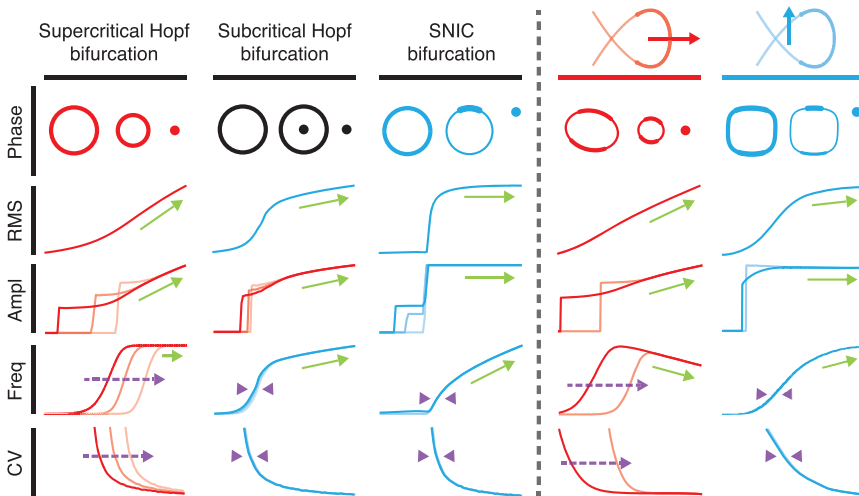 Supercritical Hopf
bifurcation
Subcritical Hopf
bifurcation
SNIC
bifurcation
Phase
RMS
Ampl
Freq
CV